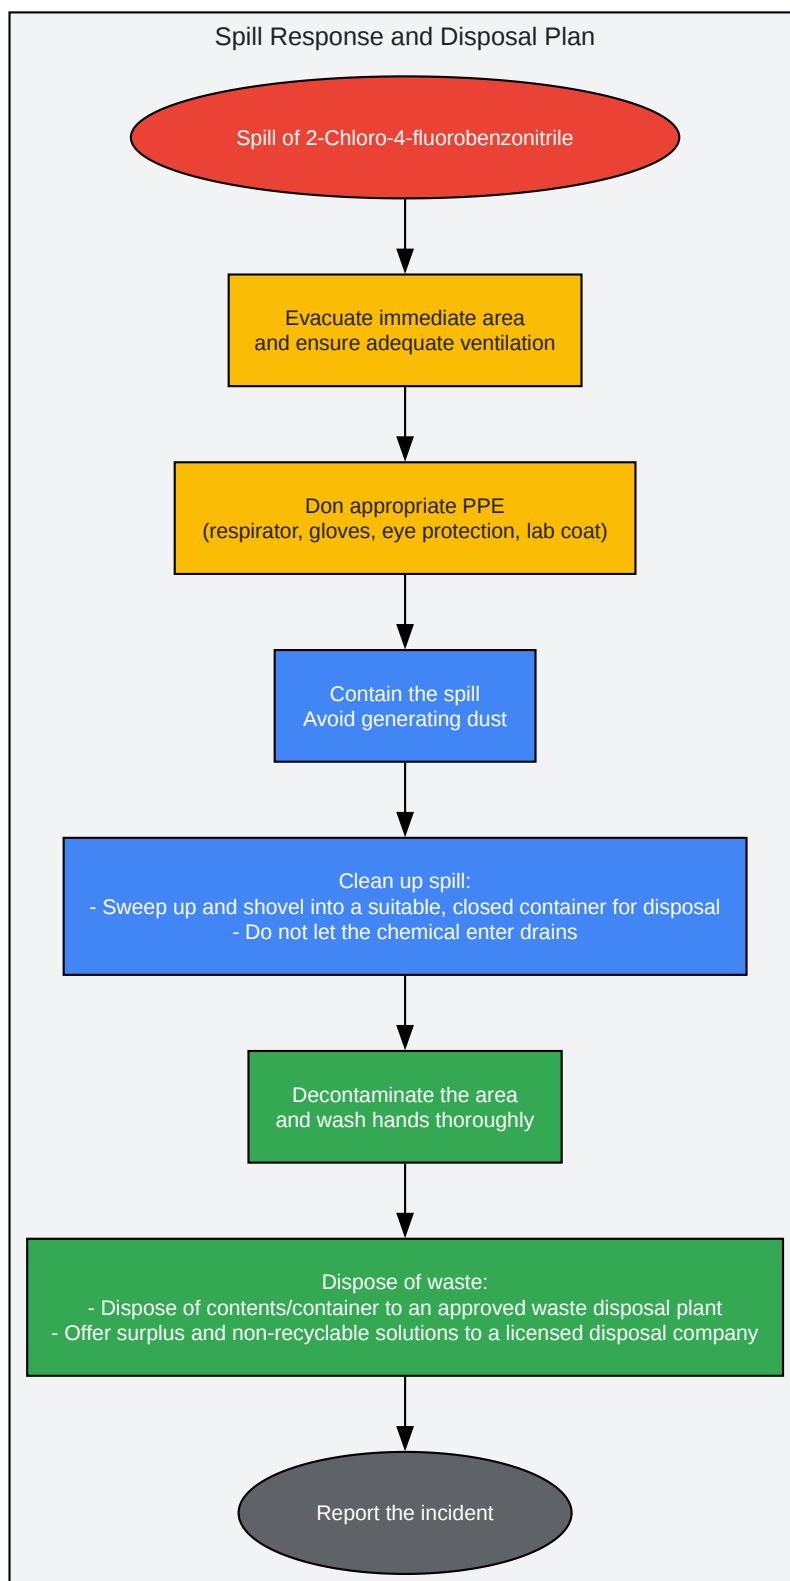 Spill Response and Disposal Plan
Spill of 2-Chloro-4-fluorobenzonitrile
Evacuate immediate area
and ensure adequate ventilation
Don appropriate PPE
(respirator, gloves, eye protection, lab coat)
Contain the spill
Avoid generating dust
Clean up spill:
- Sweep up and shovel into a suitable, closed container for disposal
- Do not let the chemical enter drains
Decontaminate the area
and wash hands thoroughly
Dispose of waste:
- Dispose of contents/container to an approved waste disposal plant
- Offer surplus and non-recyclable solutions to a licensed disposal company
Report the incident